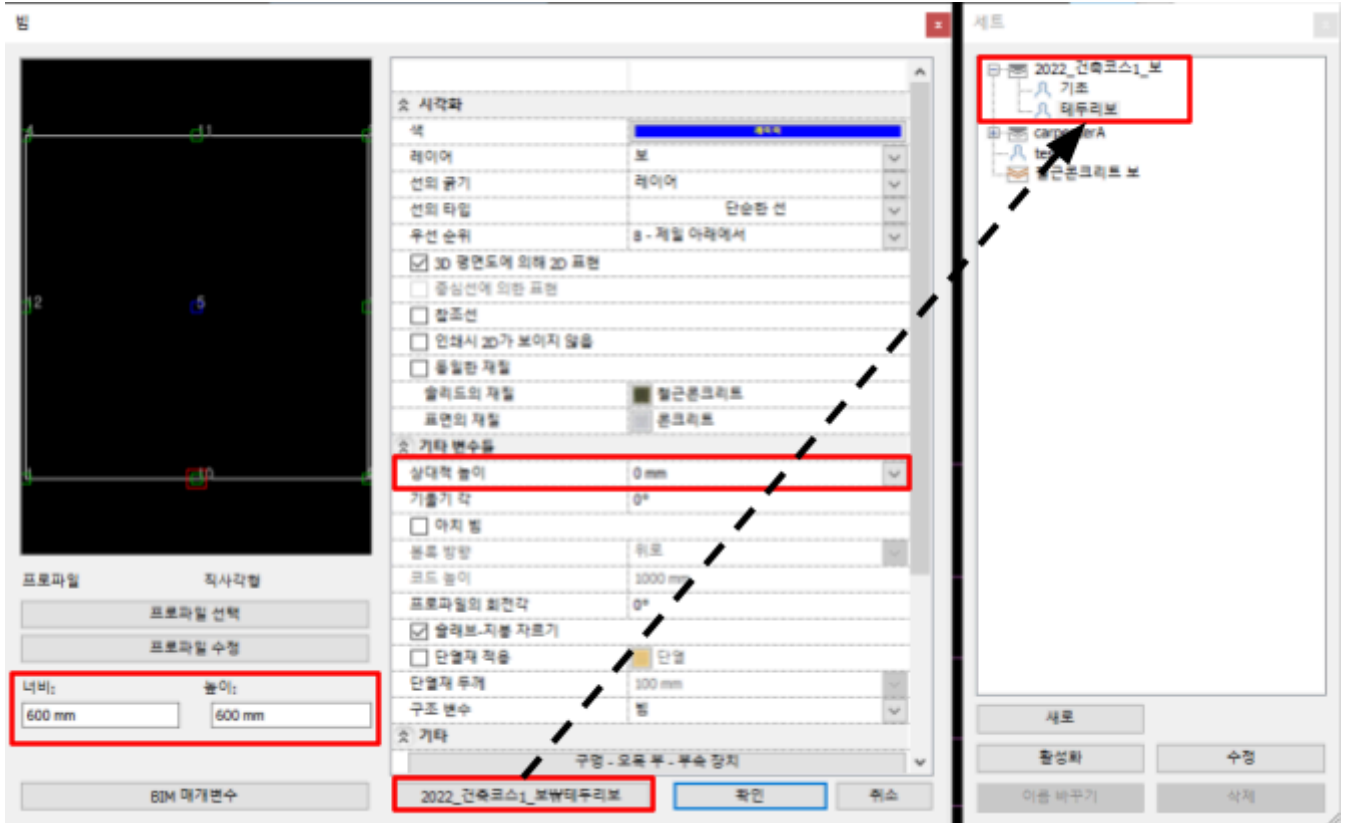 빔
x
4
11
12
5
10
프로파일 직사각형
프로파일 선택
프로파일 수정
너비: 높이:
600 mm 600 mm
BIM 매개변수
시각화
색 레이어
레이어 보
선의 굵기 레이어
선의 타입 단순한 선
우선 순위 8 - 제일 아래에서
3D 평면도에 의해 2D 표현
중심선에 의한 표현
참조선
인쇄시 2D가 보이지 않음
동일한 재질
솔리드의 재질 철근콘크리트
표면의 재질 콘크리트
기타 변수들
상대적 높이 0 mm
기울기 각 0°
아치 빔
볼록 방향 위로
코드 높이 1000 mm
프로파일의 회전각 0°
슬래브-지붕 자르기
단열재 적용 단열
단열재 두께 100 mm
구조 변수 빔
기타
구멍 - 오목 부 - 부속 장치
2022_건축코스1_보₩테두리보 확인 취소
세트
2022_건축코스1_보
기초
테두리보
철근콘크리트 보
새로
활성화 수정
이름 바꾸기 삭제